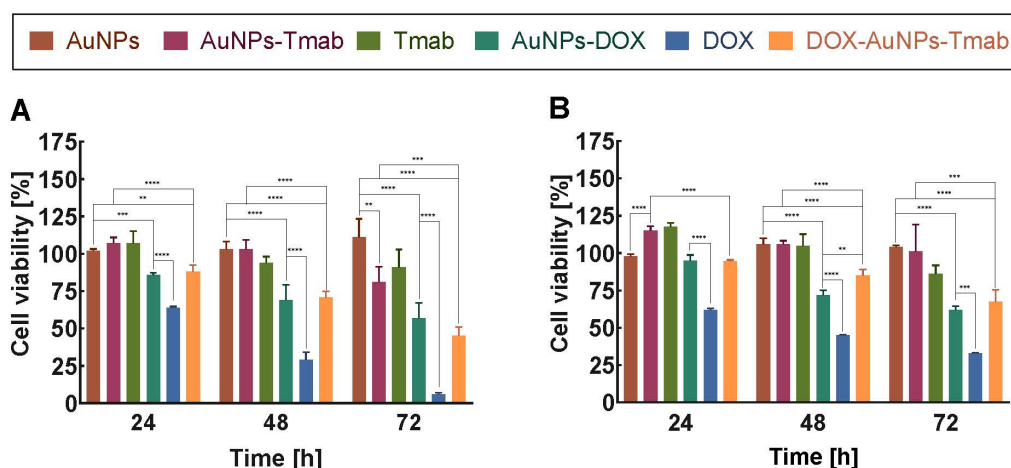 AuNPs AuNPs-Tmab Tmab AuNPs-DOX DOX DOX-AuNPs-Tmab
A
Cell viability [%]
175
150
125
100
75
50
25
0
**** ** *** ****
**** **** **** ****
*** **** **** ** ****
24 48 72
Time [h]
B
Cell viability [%]
175
150
125
100
75
50
25
0
**** **** ****
**** **** **** ** ****
*** **** **** ***
24 48 72
Time [h]